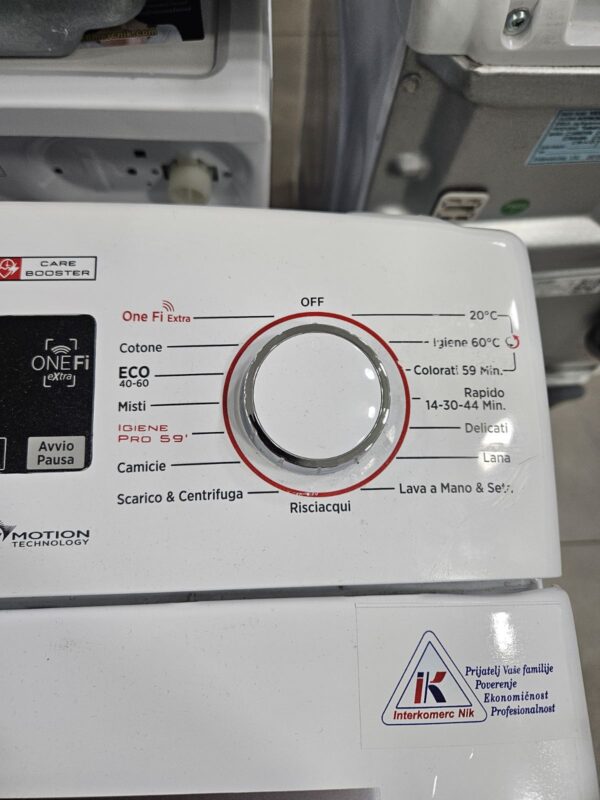 CARE
BOOSTER
OFF
One Fi Extra
20°C
Cotone
Igiene 60°C
ONE Fi
eXtra
ECO
40-60
Colorati 59 Min.
Misti
Rapido
14-30-44 Min.
IGIENE
PRO 59'
Delicati
Avvio
Pausa
Camicie
Lana
Scarico & Centrifuga
Lava a Mano & Seta
Risciacqui
MOTION
TECHNOLOGY
iK
Interkomerc Nik
Prijatelj Vaše familije
Poverenje
Ekonomičnost
Profesionalnost